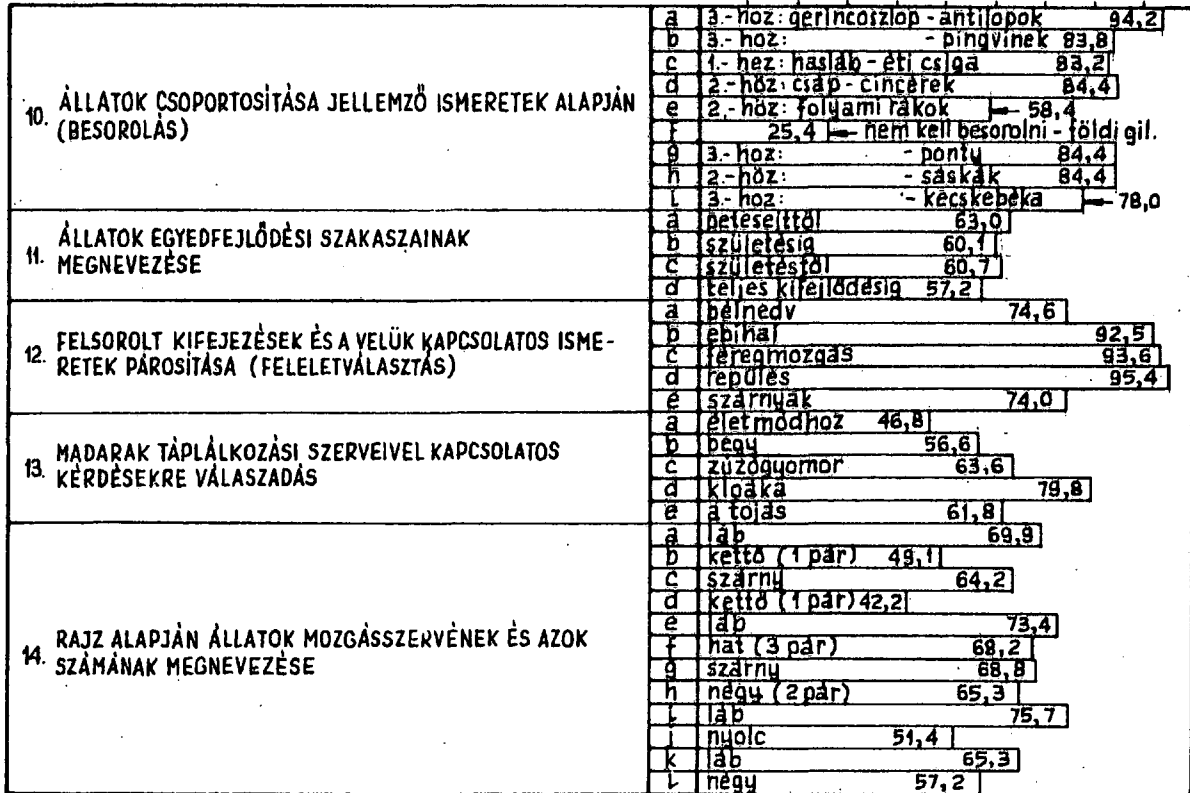 10. ÁLLATOK CSOPORTOSÍTÁSA JELLEMZŐ ISMERETEK ALAPJÁN
(BESOROLÁS)
a 3.-hoz: gerincoszlop - antilopok 94,2
b 3.-hoz: - pingvinek 83,8
c 1.-hez: hasláb - éti csiga 83,2
d 2.-höz: csáp - cincérek 84,4
e 2.-höz: folyami rákok 58,4
f 25,4 nem kell besorolni - földi gil.
g 3.-hoz: - ponty 84,4
h 2.-höz: - sáskák 84,4
i 3.-hoz: - kecskebéka 78,0
11. ÁLLATOK EGYEDFEJLŐDÉSI SZAKASZAINAK
MEGNEVEZÉSE
a petesejttől 63,0
b születésig 60,1
c születéstől 60,7
d teljes kifejlődésig 57,2
12. FELSOROLT KIFEJEZÉSEK ÉS A VELÜK KAPCSOLATOS ISME-
RETEK PÁROSÍTÁSA (FELELETVÁLASZTÁS)
a bélnedv 74,6
b ebihal 92,5
c féregmozgás 93,6
d repülés 95,4
e szárnyak 74,0
13. MADARAK TÁPLÁLKOZÁSI SZERVEIVEL KAPCSOLATOS
KÉRDÉSEKRE VÁLASZADÁS
a életmódhoz 46,8
b begy 56,6
c zúzógyomor 63,6
d kloáka 79,8
e a tojás 61,8
14. RAJZ ALAPJÁN ÁLLATOK MOZGÁSSZERVÉNEK ÉS AZOK
SZÁMÁNAK MEGNEVEZÉSE
a láb 69,9
b kettő (1 pár) 49,1
c szárny 64,2
d kettő (1 pár) 42,2
e láb 73,4
f hat (3 pár) 68,2
g szárny 68,8
h négy (2 pár) 65,3
i láb 75,7
j nyolc 51,4
k láb 65,3
l négy 57,2